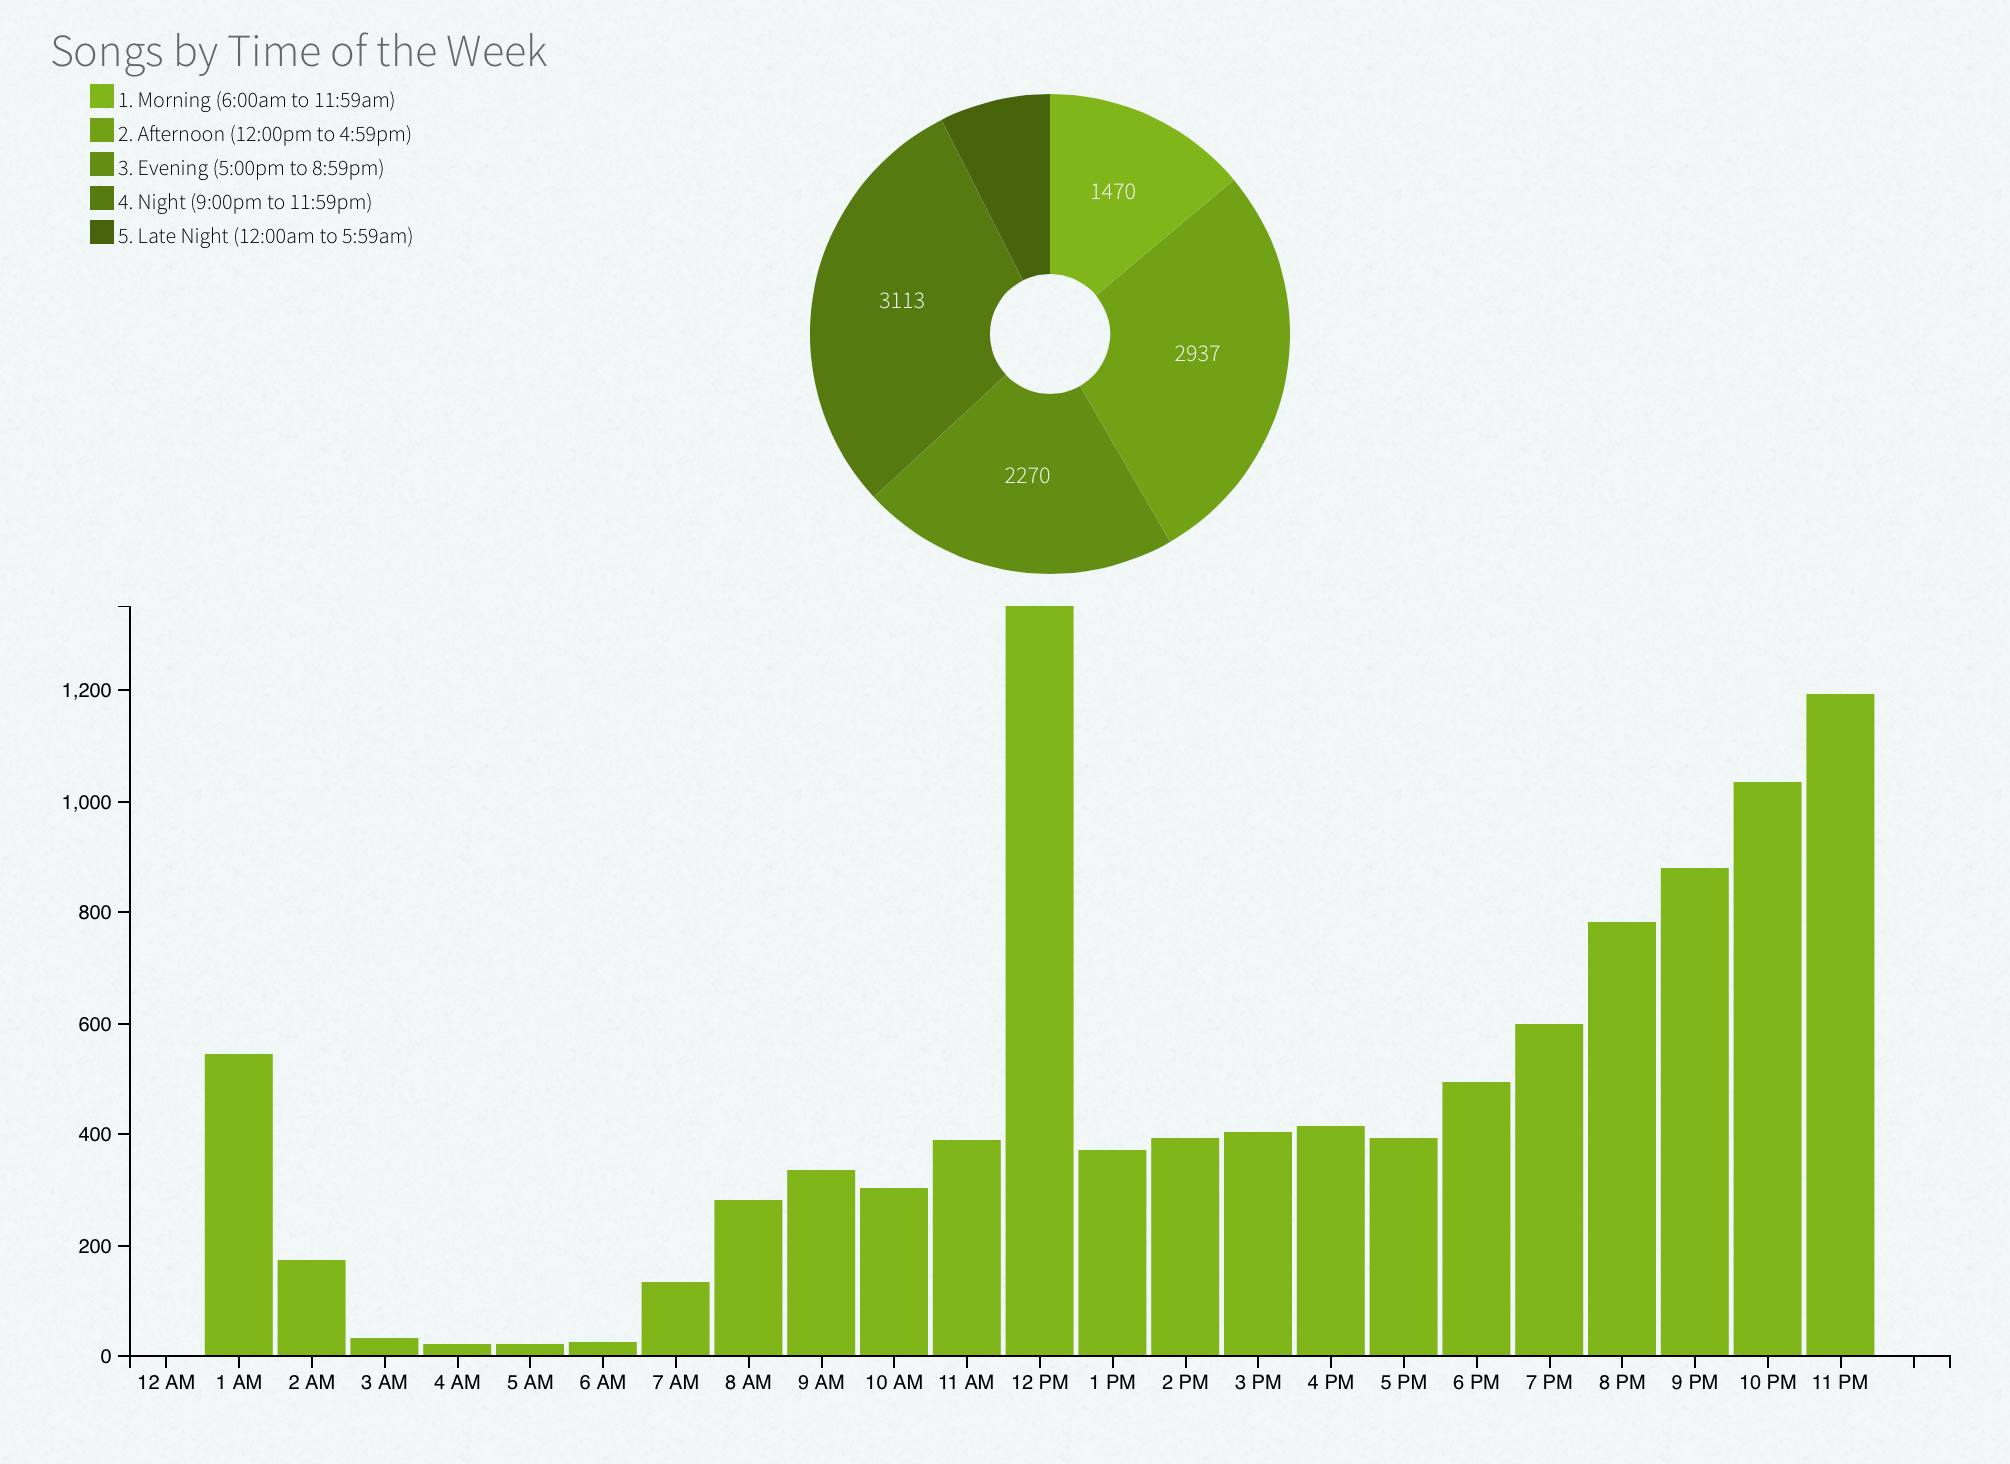 Songs by Time of the Week
1. Morning (6:00am to 11:59am)
2. Afternoon (12:00pm to 4:59pm)
3. Evening (5:00pm to 8:59pm)
4. Night (9:00pm to 11:59pm)
5. Late Night (12:00am to 5:59am)
1470
3113
2937
2270
1,200
1,000
800
600
400
200
0
12 AM 1 AM 2 AM 3 AM 4 AM 5 AM 6 AM 7 AM 8 AM 9 AM 10 AM 11 AM 12 PM 1 PM 2 PM 3 PM 4 PM 5 PM 6 PM 7 PM 8 PM 9 PM 10 PM 11 PM